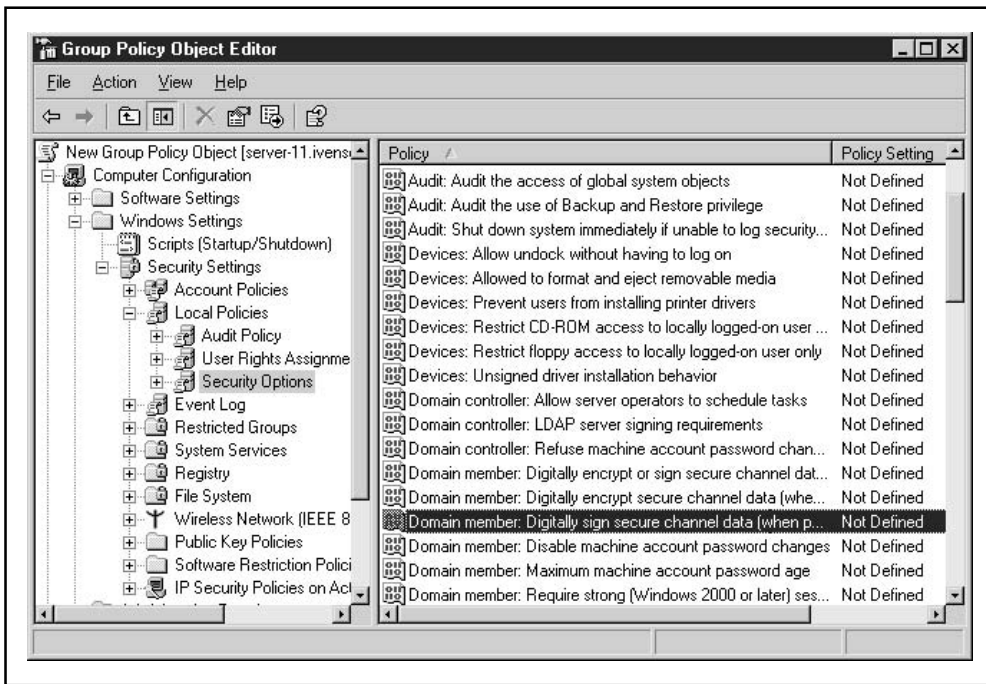 Group Policy Object Editor
File Action View Help
New Group Policy Object [server-11.ivens
Computer Configuration
Software Settings
Windows Settings
Scripts (Startup/Shutdown)
Security Settings
Account Policies
Local Policies
Audit Policy
User Rights Assignme
Security Options
Event Log
Restricted Groups
System Services
Registry
File System
Wireless Network (IEEE 8
Public Key Policies
Software Restriction Polici
IP Security Policies on Act
Policy Policy Setting
Audit: Audit the access of global system objects Not Defined
Audit: Audit the use of Backup and Restore privilege Not Defined
Audit: Shut down system immediately if unable to log security... Not Defined
Devices: Allow undock without having to log on Not Defined
Devices: Allowed to format and eject removable media Not Defined
Devices: Prevent users from installing printer drivers Not Defined
Devices: Restrict CD-ROM access to locally logged-on user ... Not Defined
Devices: Restrict floppy access to locally logged-on user only Not Defined
Devices: Unsigned driver installation behavior Not Defined
Domain controller: Allow server operators to schedule tasks Not Defined
Domain controller: LDAP server signing requirements Not Defined
Domain controller: Refuse machine account password chan... Not Defined
Domain member: Digitally encrypt or sign secure channel dat... Not Defined
Domain member: Digitally encrypt secure channel data (whe... Not Defined
Domain member: Digitally sign secure channel data (when p... Not Defined
Domain member: Disable machine account password changes Not Defined
Domain member: Maximum machine account password age Not Defined
Domain member: Require strong (Windows 2000 or later) ses... Not Defined